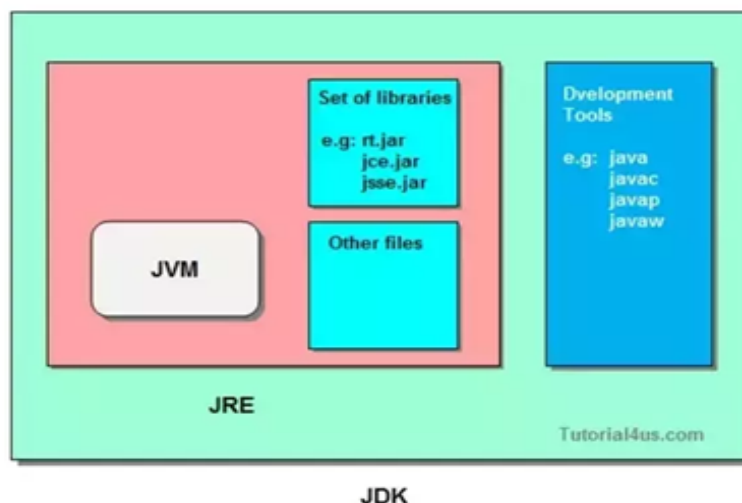 Set of libraries
e.g: rt.jar
jce.jar
jsse.jar
JVM
Other files
JRE
Dvelopment
Tools
e.g: java
javac
javap
javaw
Tutorial4us.com
JDK